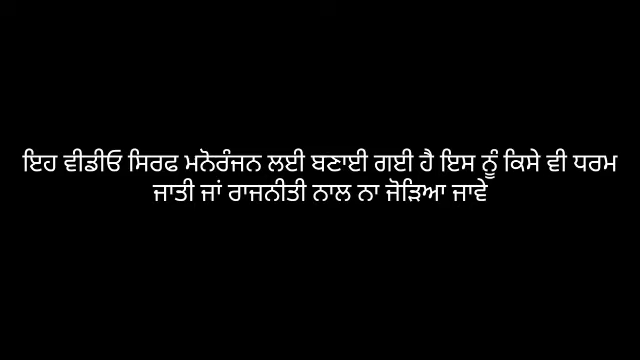 ਇਹ ਵੀਡੀਓ ਸਿਰਫ ਮਨੋਰੰਜਨ ਲਈ ਬਣਾਈ ਗਈ ਹੈ ਇਸ ਨੂੰ ਕਿਸੇ ਵੀ ਧਰਮ
ਜਾਤੀ ਜਾਂ ਰਾਜਨੀਤੀ ਨਾਲ ਨਾ ਜੋੜਿਆ ਜਾਵੇ